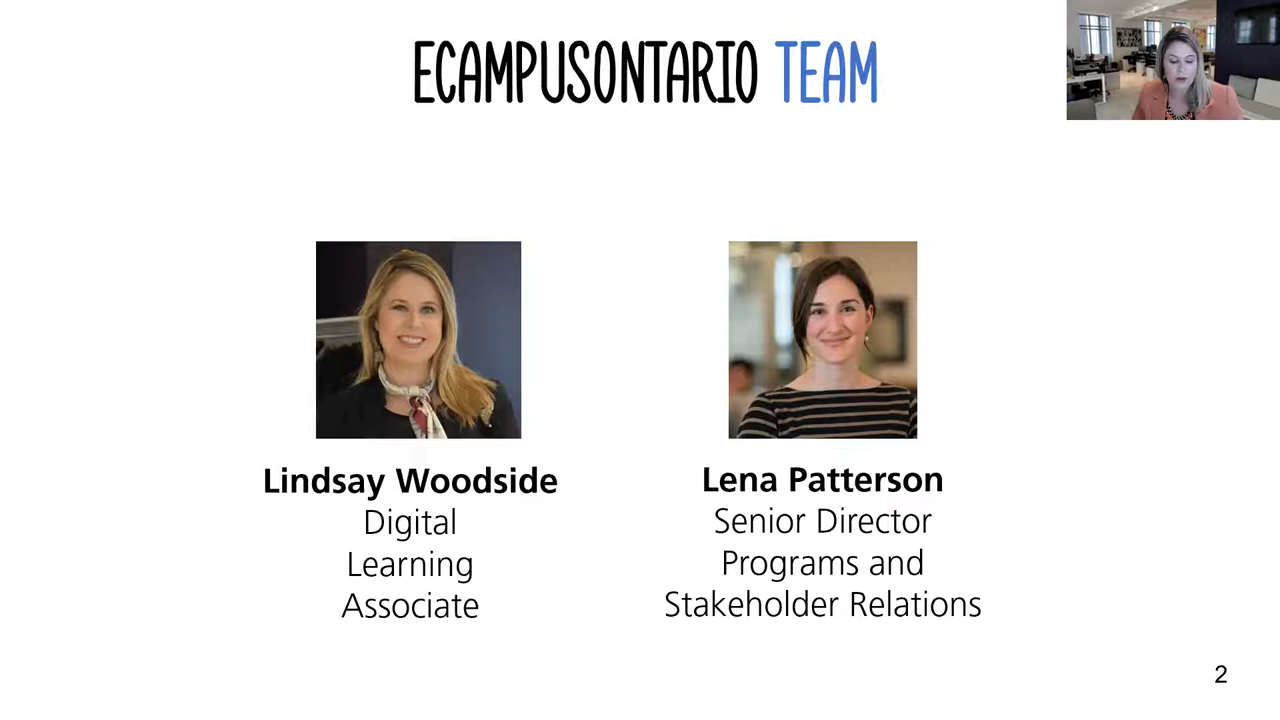 ECAMPUSONTARIO TEAM
Lindsay Woodside
Digital
Learning
Associate
Lena Patterson
Senior Director
Programs and
Stakeholder Relations
2